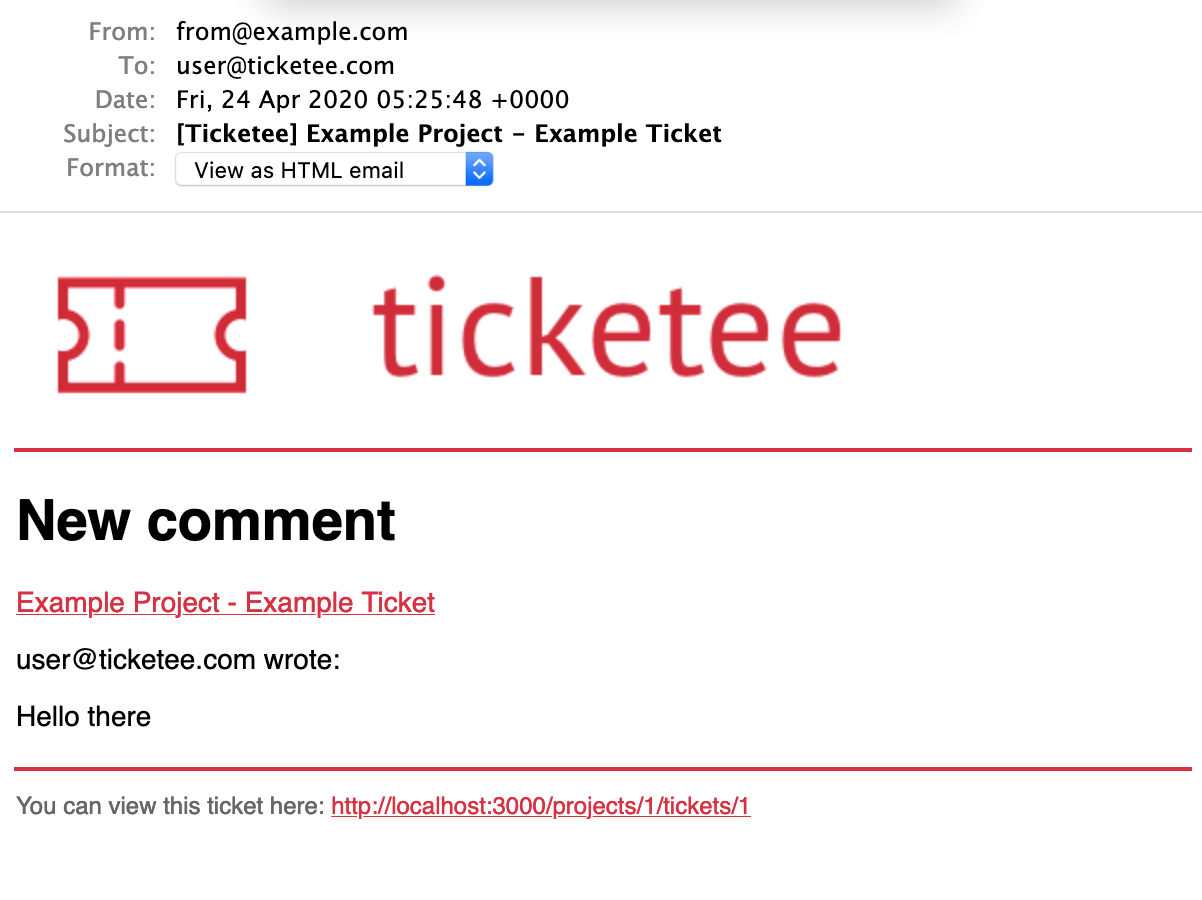 From: from@example.com
To: user@ticketee.com
Date: Fri, 24 Apr 2020 05:25:48 +0000
Subject: [Ticketee] Example Project – Example Ticket
Format: View as HTML email
ticketee
New comment
Example Project - Example Ticket
user@ticketee.com wrote:
Hello there
You can view this ticket here: http://localhost:3000/projects/1/tickets/1